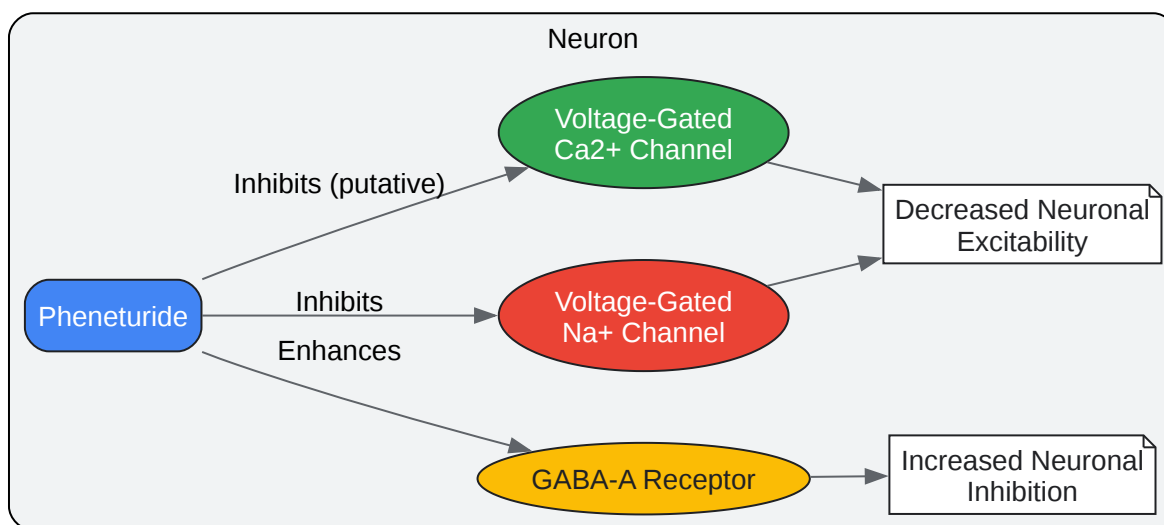 Neuron
Voltage-Gated
Ca2+ Channel
Inhibits (putative)
Decreased Neuronal
Excitability
Pheneturide
Inhibits
Voltage-Gated
Na+ Channel
Enhances
GABA-A Receptor
Increased Neuronal
Inhibition